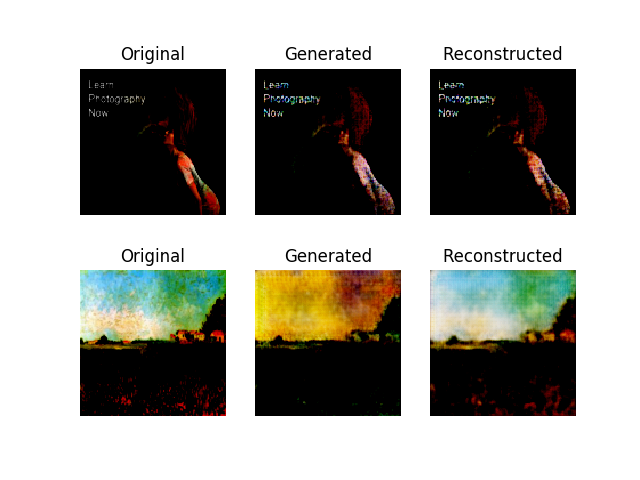 Original
Generated
Reconstructed
Learn
Photography
Now
Learn
Photography
Now
Learn
Photography
Now
Original
Generated
Reconstructed